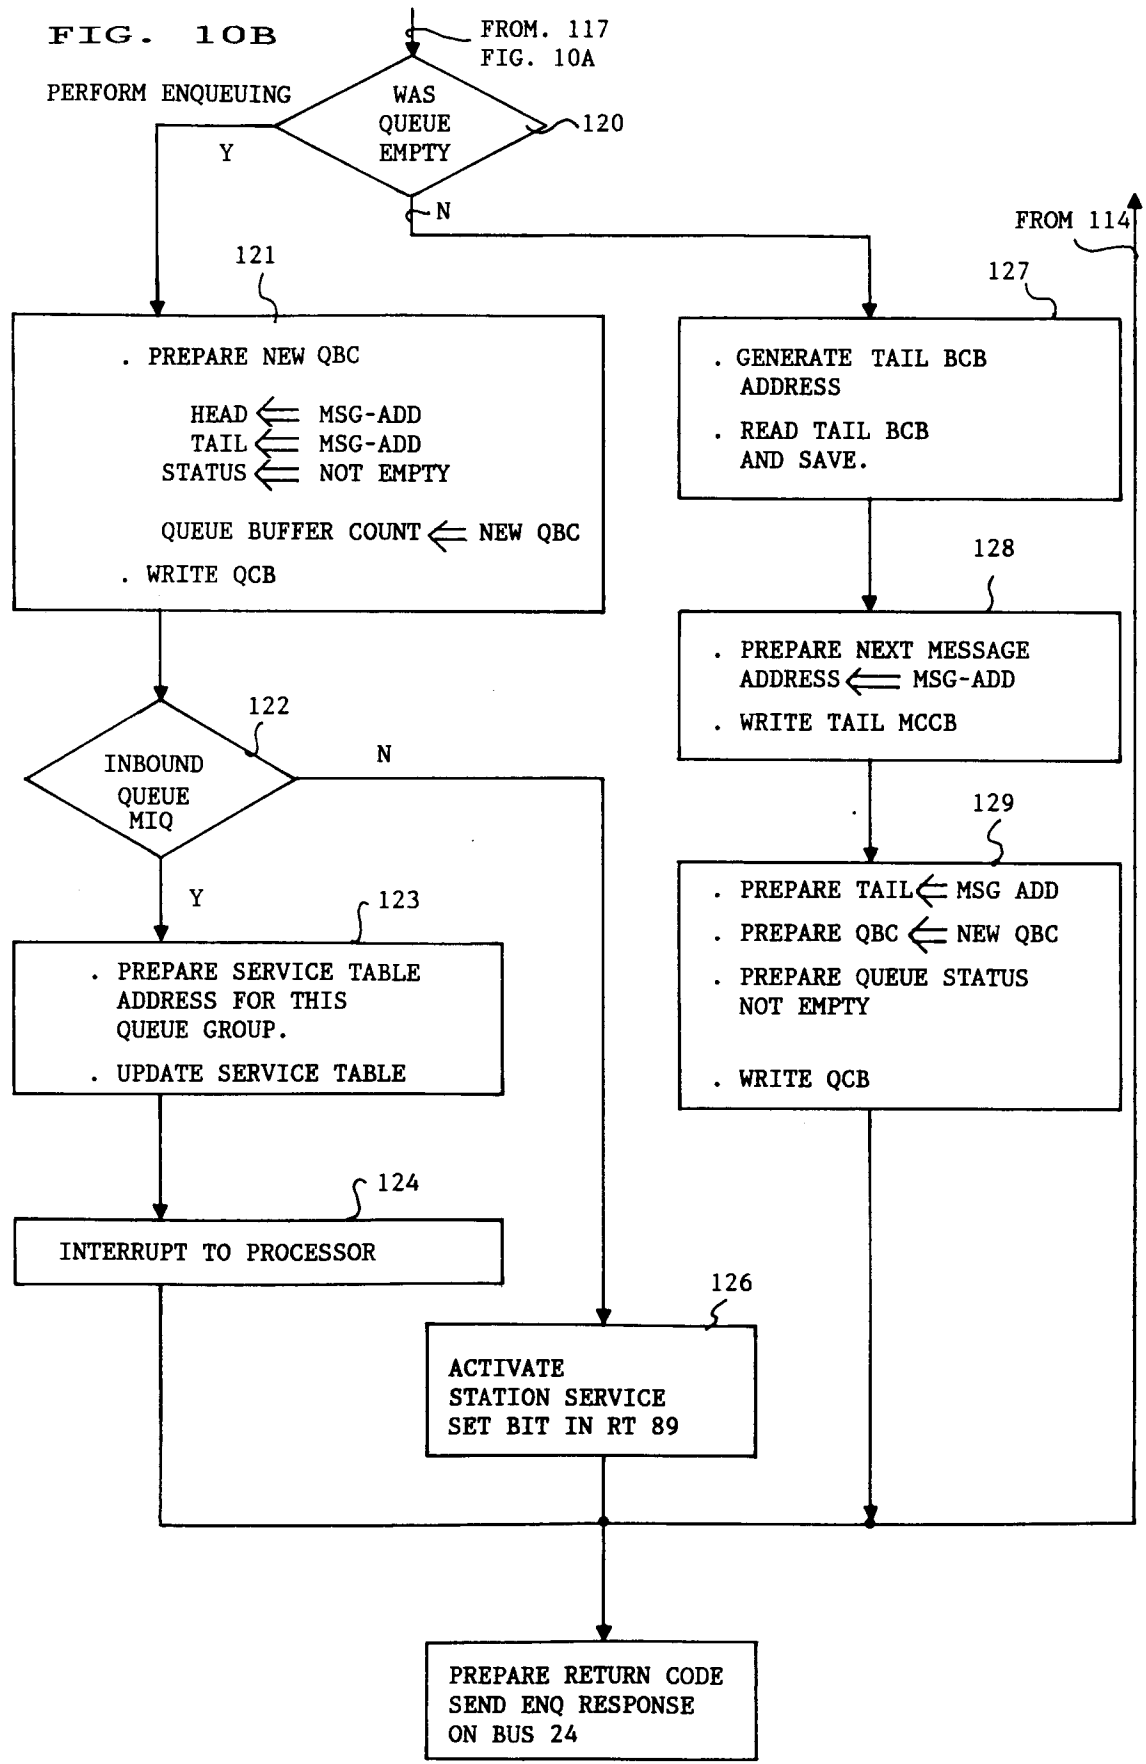 FIG. 10B
FROM. 117
FIG. 10A
PERFORM ENQUEUING
WAS
QUEUE
EMPTY
120
Y
N
FROM 114
121
. PREPARE NEW QBC
HEAD ⇐ MSG-ADD
TAIL ⇐ MSG-ADD
STATUS ⇐ NOT EMPTY
QUEUE BUFFER COUNT ⇐ NEW QBC
. WRITE QCB
127
. GENERATE TAIL BCB
ADDRESS
. READ TAIL BCB
AND SAVE.
128
. PREPARE NEXT MESSAGE
ADDRESS ⇐ MSG-ADD
. WRITE TAIL MCCB
122
INBOUND
QUEUE
MIQ
N
Y
129
. PREPARE TAIL ⇐ MSG ADD
. PREPARE QBC ⇐ NEW QBC
. PREPARE QUEUE STATUS
NOT EMPTY
. WRITE QCB
123
. PREPARE SERVICE TABLE
ADDRESS FOR THIS
QUEUE GROUP.
. UPDATE SERVICE TABLE
124
INTERRUPT TO PROCESSOR
126
ACTIVATE
STATION SERVICE
SET BIT IN RT 89
PREPARE RETURN CODE
SEND ENQ RESPONSE
ON BUS 24